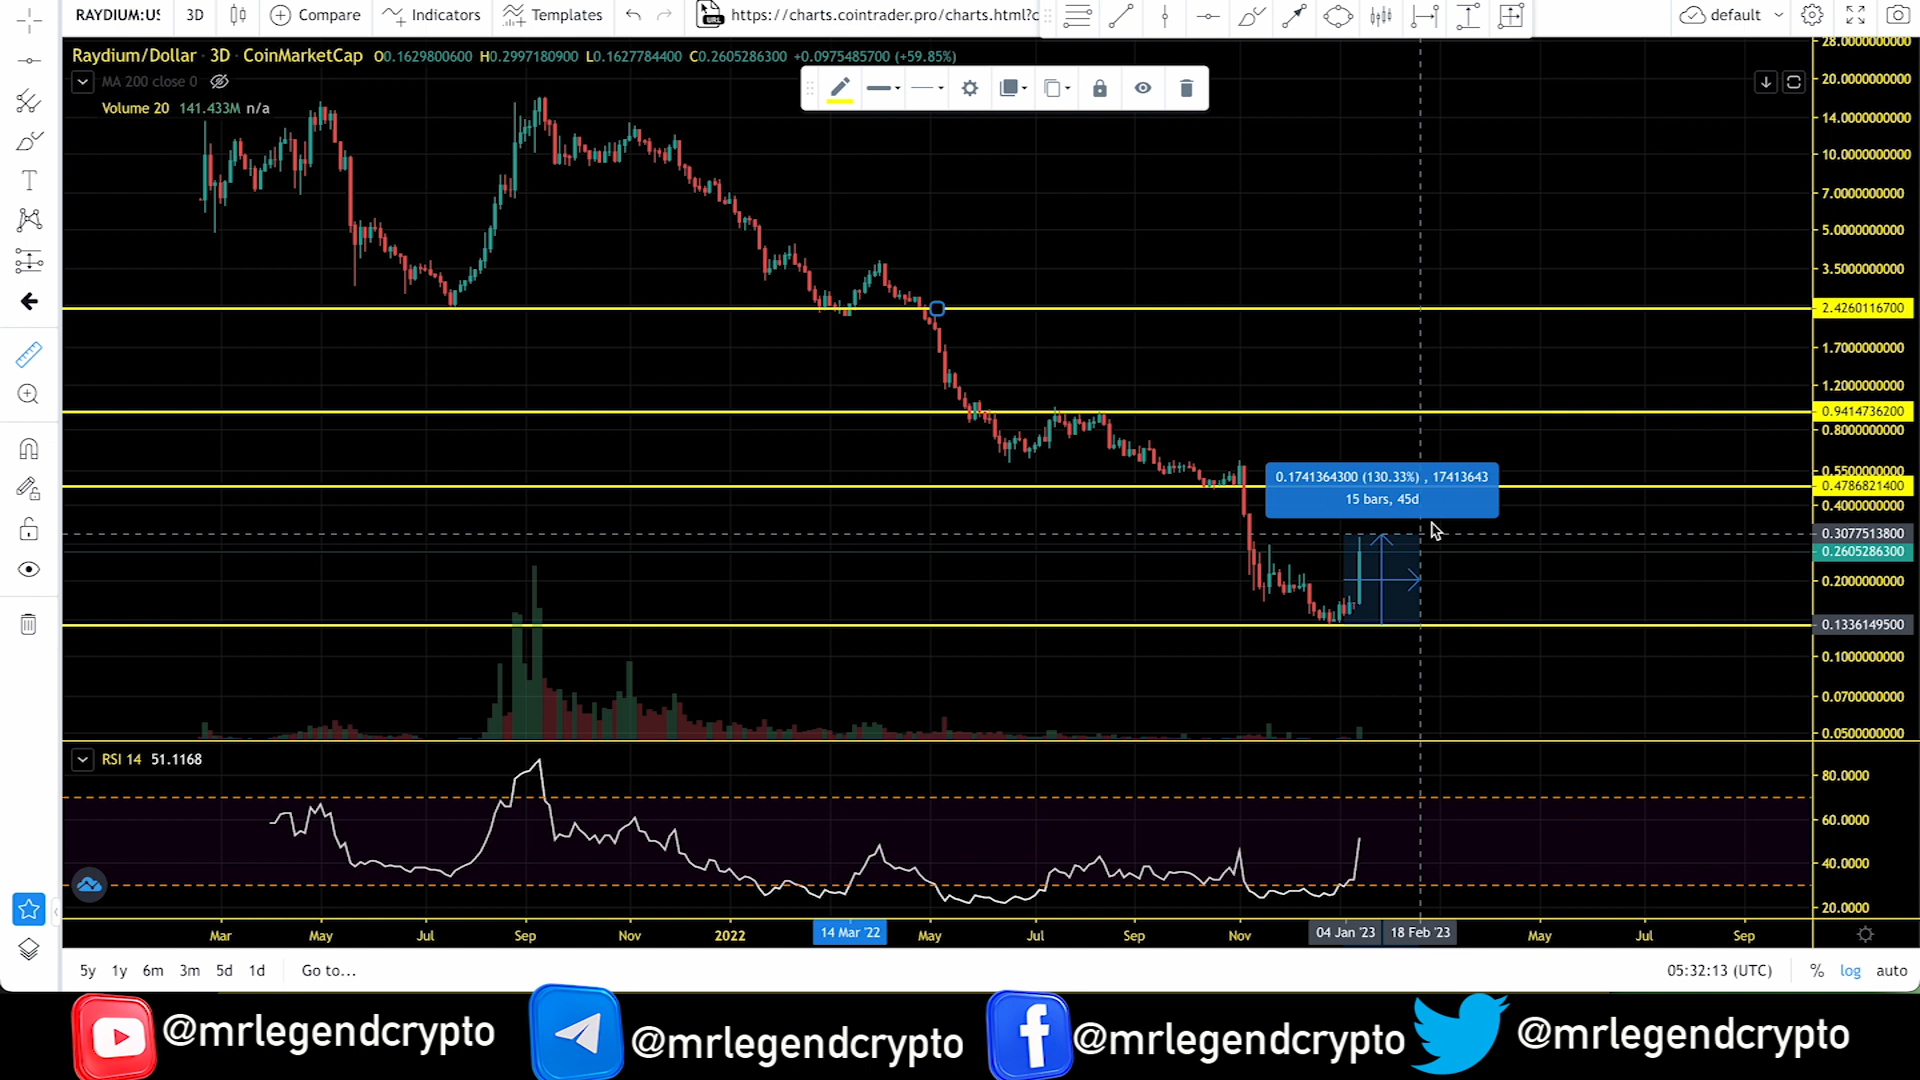 RAYDIUM:US 3D Compare Indicators Templates URL https://charts.cointrader.pro/charts.html?c default
Raydium/Dollar · 3D · CoinMarketCap O0.1629800600 H0.2997180900 L0.1627784400 C0.2605286300 +0.0975485700 (+59.85%)
MA 200 close 0
Volume 20 141.433M n/a
28.0000000000
20.0000000000
14.0000000000
10.0000000000
7.0000000000
5.0000000000
3.5000000000
2.4260116700
1.7000000000
1.2000000000
0.9414736200
0.8000000000
0.5500000000
0.4786821400
0.4000000000
0.3077513800
0.2605286300
0.2000000000
0.1336149500
0.1000000000
0.0700000000
0.0500000000
0.1741364300 (130.33%) , 17413643
15 bars, 45d
RSI 14 51.1168
80.0000
60.0000
40.0000
20.0000
Mar May Jul Sep Nov 2022 14 Mar '22 May Jul Sep Nov 04 Jan '23 18 Feb '23 May Jul Sep
5y 1y 6m 3m 5d 1d Go to... 05:32:13 (UTC) % log auto
@mrlegendcrypto @mrlegendcrypto @mrlegendcrypto @mrlegendcrypto